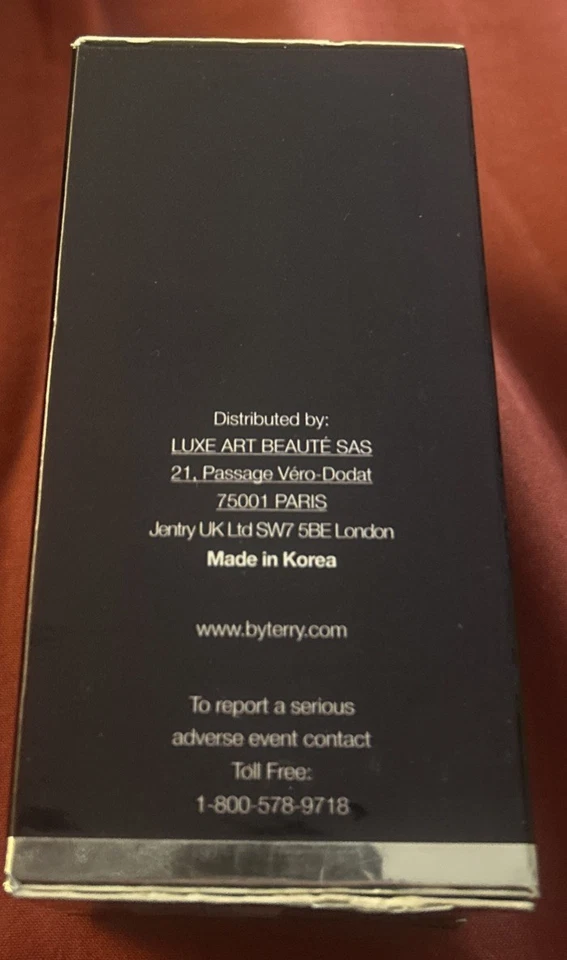 Distributed by:
LUXE ART BEAUTÉ SAS
21, Passage Véro-Dodat
75001 PARIS
Jentry UK Ltd SW7 5BE London
Made in Korea
www.byterry.com
To report a serious
adverse event contact
Toll Free:
1-800-578-9718